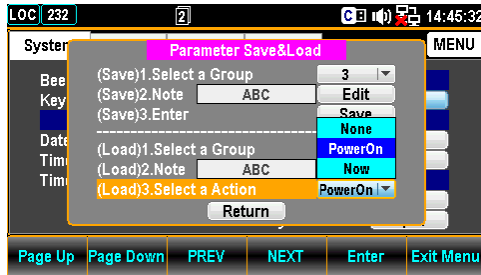 LOC 232 2 C 14:45:32
System MENU
Parameter Save&Load
(Save)1.Select a Group 3
Bee
(Save)2.Note ABC Edit
Key
(Save)3.Enter Save
None
Date
(Load)1.Select a Group PowerOn
Time
(Load)2.Note ABC Now
Time
(Load)3.Select a Action PowerOn
Return
Page Up Page Down PREV NEXT Enter Exit Menu